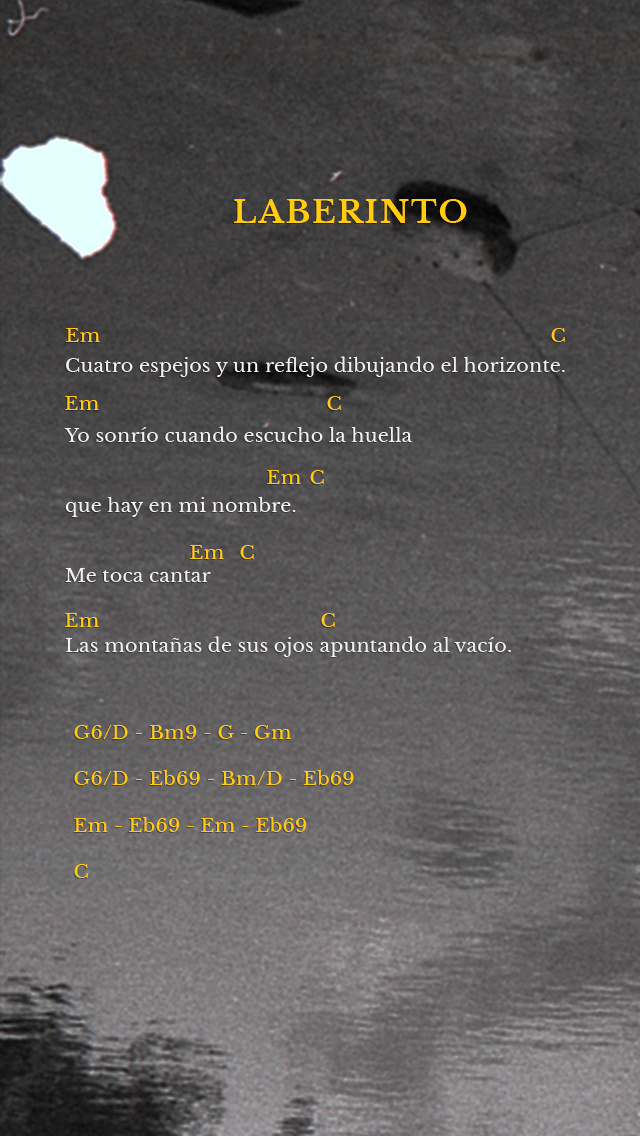 LABERINTO
Em C
Cuatro espejos y un reflejo dibujando el horizonte.
Em C
Yo sonrío cuando escucho la huella
Em C
que hay en mi nombre.
Em C
Me toca cantar
Em C
Las montañas de sus ojos apuntando al vacío.
G6/D - Bm9 - G - Gm
G6/D - Eb69 - Bm/D - Eb69
Em - Eb69 - Em - Eb69
C